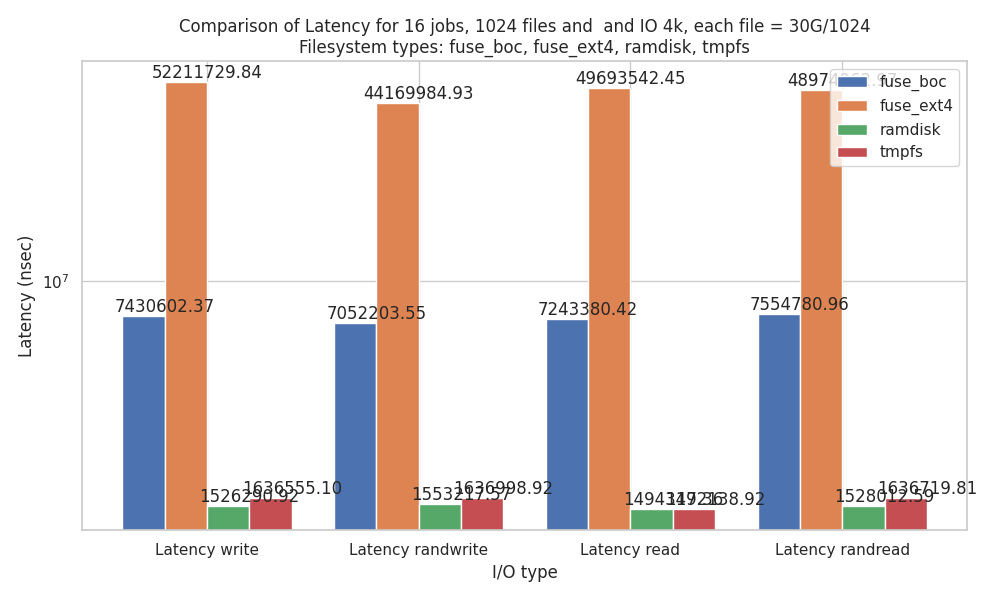 Comparison of Latency for 16 jobs, 1024 files and  and IO 4k, each file = 30G/1024
Filesystem types: fuse_boc, fuse_ext4, ramdisk, tmpfs
52211729.84
44169984.93
49693542.45
fuse_boc
fuse_ext4
ramdisk
tmpfs
Latency (nsec)
10^7
7430602.37
7052203.55
7243380.42
7554780.96
1526290.92
1636555.10
1553217.57
1636998.92
1528012.59
1636719.81
Latency write
Latency randwrite
Latency read
Latency randread
I/O type